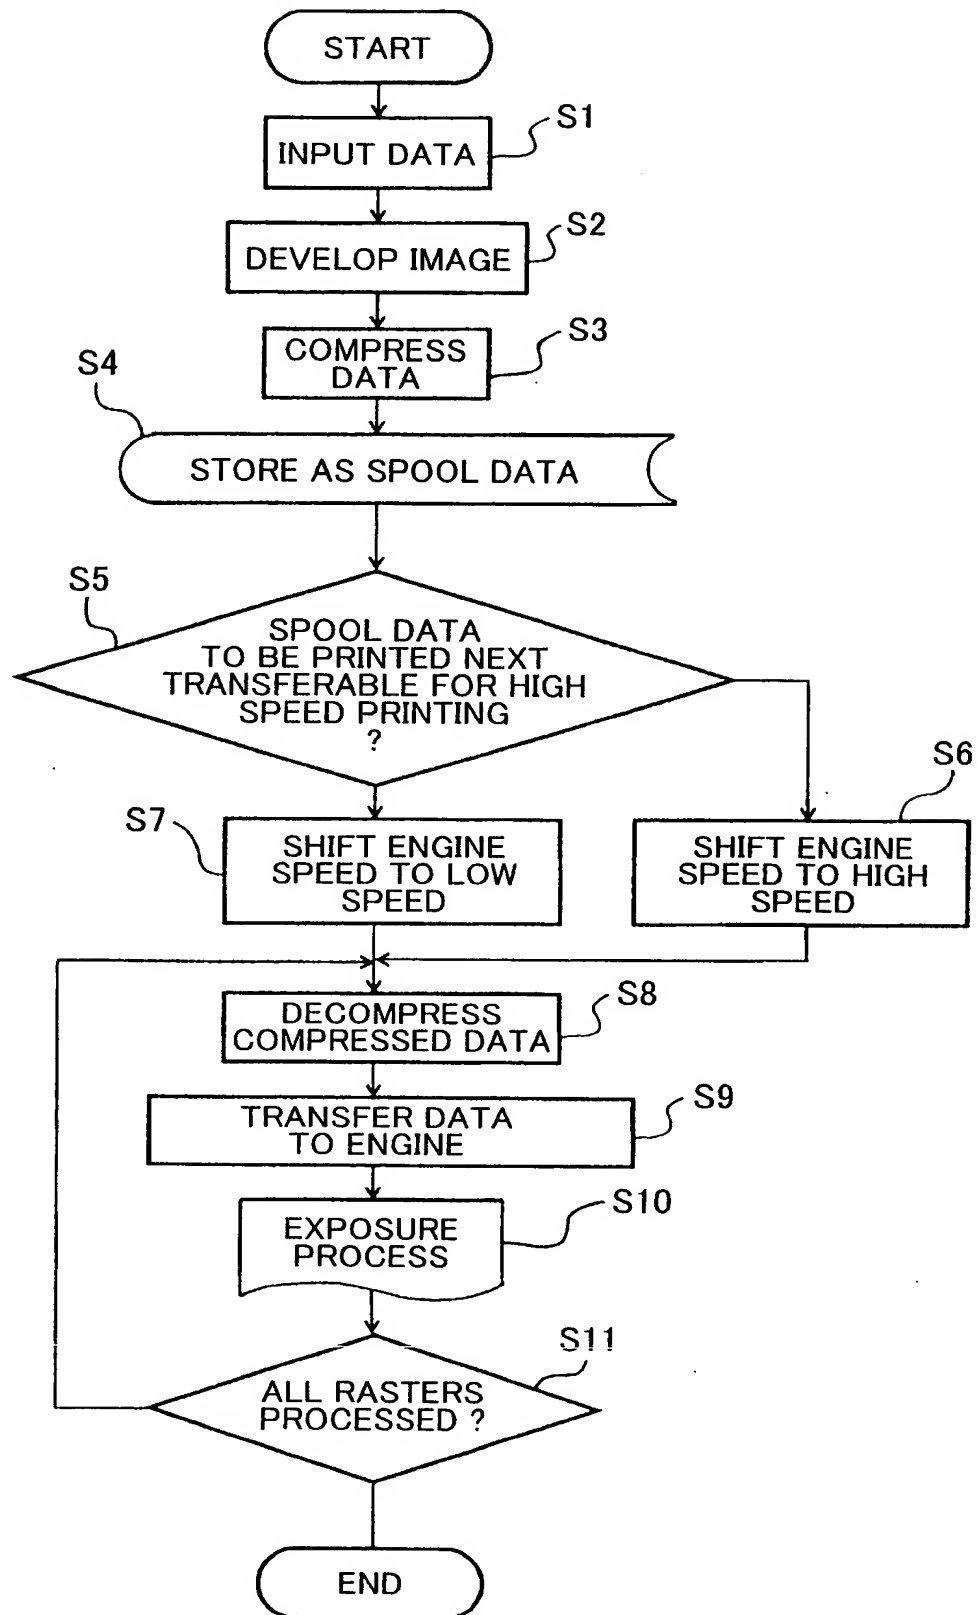 START
S1
INPUT DATA
S2
DEVELOP IMAGE
S3
COMPRESS
DATA
S4
STORE AS SPOOL DATA
S5
SPOOL DATA
TO BE PRINTED NEXT
TRANSFERABLE FOR HIGH
SPEED PRINTING
?
S6
S7
SHIFT ENGINE
SPEED TO LOW
SPEED
SHIFT ENGINE
SPEED TO HIGH
SPEED
S8
DECOMPRESS
COMPRESSED DATA
S9
TRANSFER DATA
TO ENGINE
S10
EXPOSURE
PROCESS
S11
ALL RASTERS
PROCESSED ?
END